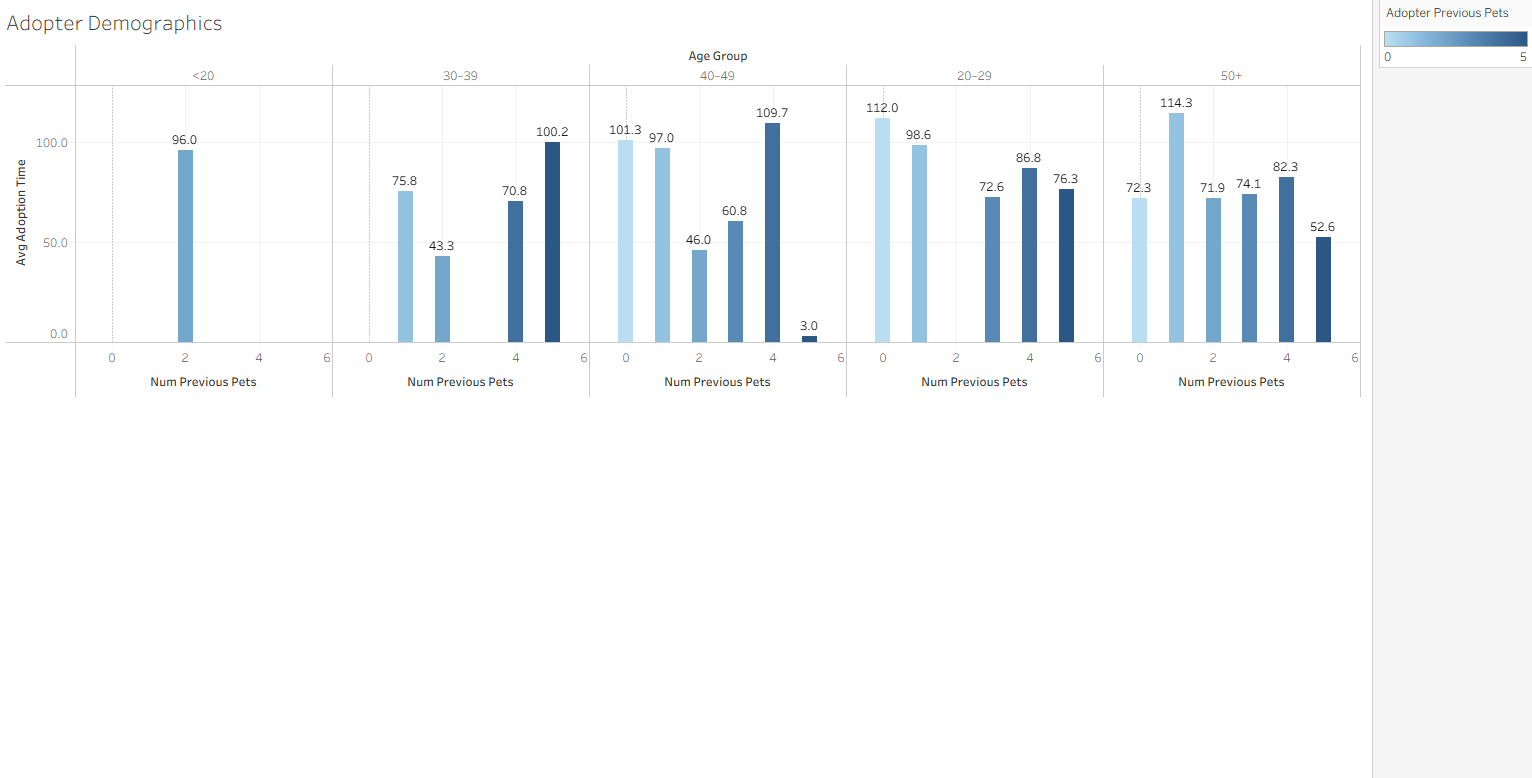 Adopter Demographics
Adopter Previous Pets
0 5
Age Group
<20 30–39 40–49 20–29 50+
Avg Adoption Time
100.0
50.0
0.0
96.0
75.8 43.3 70.8 100.2
101.3 97.0 46.0 60.8 109.7 3.0
112.0 98.6 72.6 86.8 76.3
72.3 114.3 71.9 74.1 82.3 52.6
0 2 4 6 0 2 4 6 0 2 4 6 0 2 4 6 0 2 4 6
Num Previous Pets Num Previous Pets Num Previous Pets Num Previous Pets Num Previous Pets